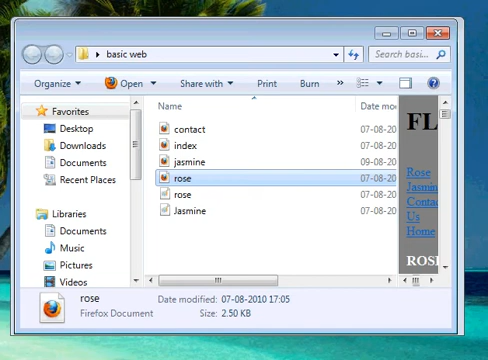 basic web
Search basi...
Organize Open Share with Print Burn »
Favorites
Desktop
Downloads
Documents
Recent Places
Libraries
Documents
Music
Pictures
Videos
Name Date mo
contact 07-08-20
index 07-08-20
jasmine 09-08-20
rose 07-08-20
rose 07-08-20
Jasmine 07-08-20
FL
Rose
Jasmin
Contac
Us
Home
ROSE
rose Date modified: 07-08-2010 17:05
Firefox Document Size: 2.50 KB